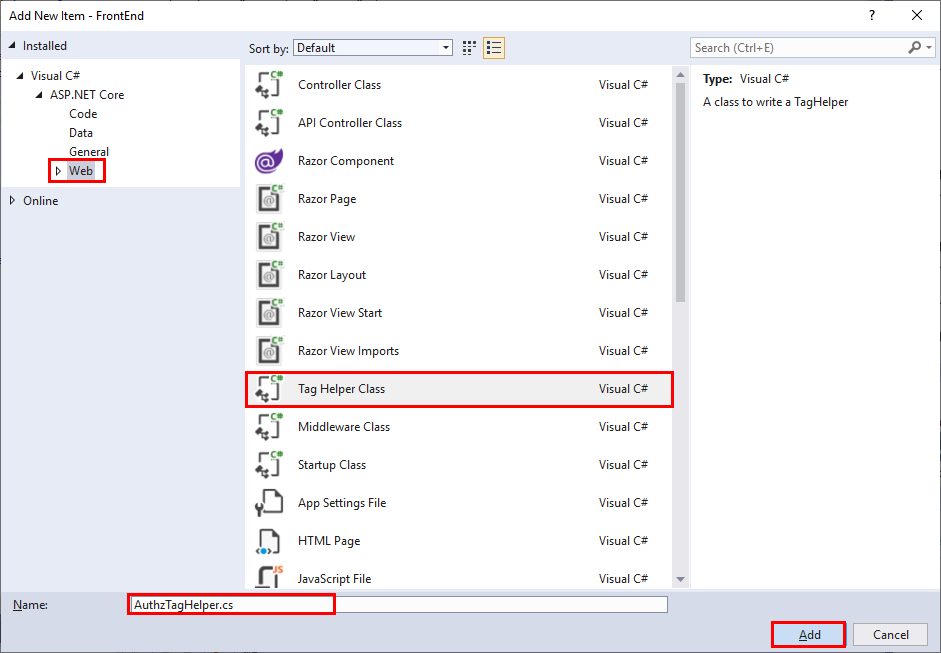 Add New Item - FrontEnd
?
Installed
Sort by: Default
Search (Ctrl+E)
Visual C#
ASP.NET Core
Code
Data
General
Web
Online
Controller Class Visual C#
API Controller Class Visual C#
Razor Component Visual C#
Razor Page Visual C#
Razor View Visual C#
Razor Layout Visual C#
Razor View Start Visual C#
Razor View Imports Visual C#
Tag Helper Class Visual C#
Middleware Class Visual C#
Startup Class Visual C#
App Settings File Visual C#
HTML Page Visual C#
JavaScript File Visual C#
Type: Visual C#
A class to write a TagHelper
Name: AuthzTagHelper.cs
Add Cancel